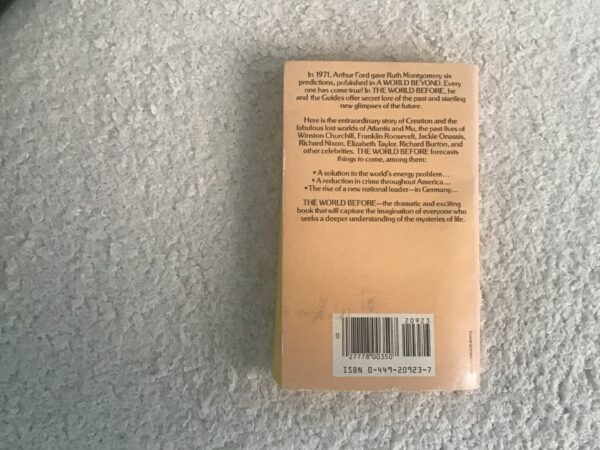 In 1971, Arthur Ford gave Ruth Montgomery six
predictions, published in A WORLD BEYOND. Every
one has come true! In THE WORLD BEFORE, he
and the Guides offer secret lore of the past and startling
new glimpses of the future.
Here is the extraordinary story of Creation and the
fabulous lost worlds of Atlantis and Mu, the past lives of
Winston Churchill, Franklin Roosevelt, Jackie Onassis,
Richard Nixon, Elizabeth Taylor, Richard Burton, and
other celebrities. THE WORLD BEFORE forecasts
things to come, among them:
• A solution to the world's energy problem...
• A reduction in crime throughout America...
• The rise of a new national leader—in Germany...
THE WORLD BEFORE—the dramatic and exciting
book that will capture the imagination of everyone who
seeks a deeper understanding of the mysteries of life.
20923
0
27778 00350
ISBN 0-449-20923-7